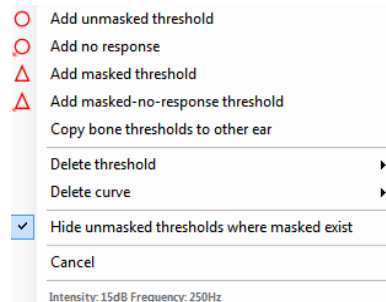 Add unmasked threshold
Add no response
Add masked threshold
Add masked-no-response threshold
Copy bone thresholds to other ear
Delete threshold
Delete curve
Hide unmasked thresholds where masked exist
Cancel
Intensity: 15dB Frequency: 250Hz